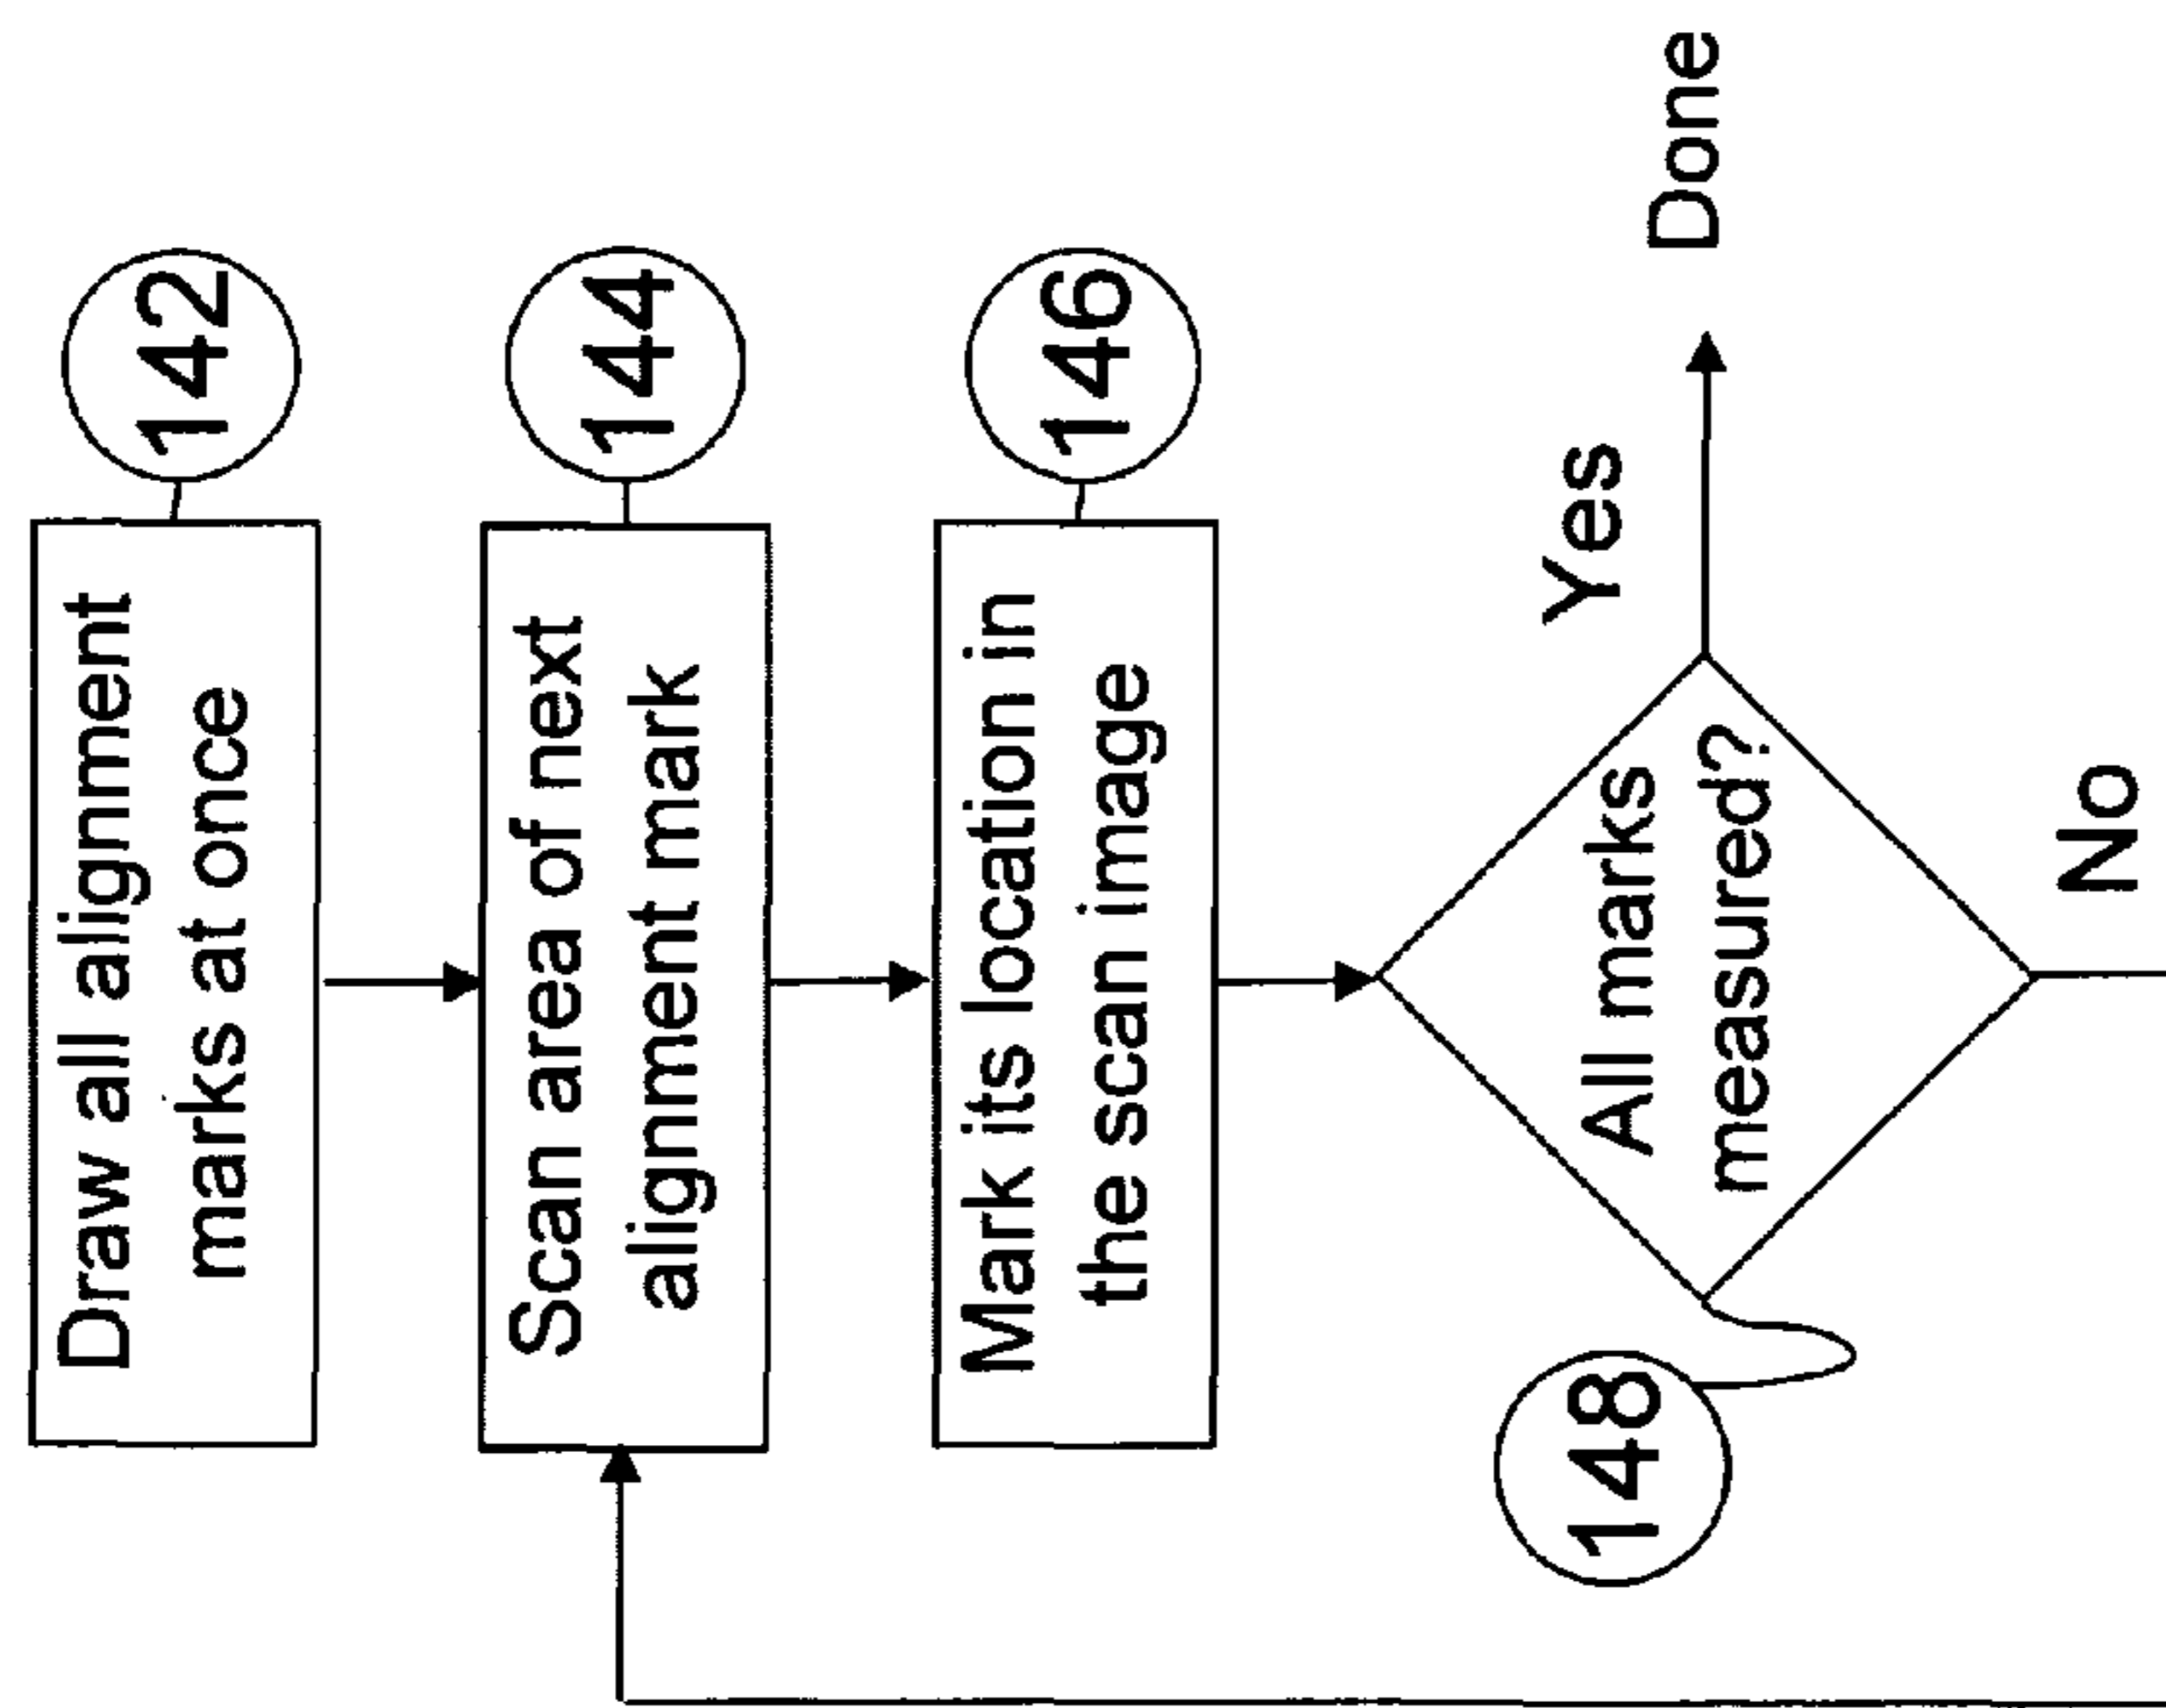 Draw all alignment
marks at once
142
Scan area of next
alignment mark
144
Mark its location in
the scan image
146
All marks
measured?
148
Yes
Done
No